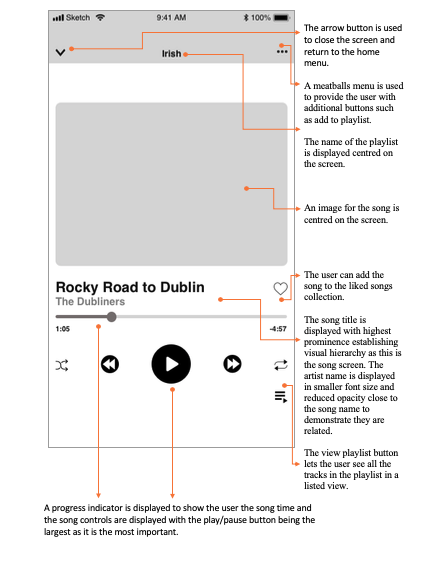 Sketch 9:41 AM 100%
Irish
Rocky Road to Dublin
The Dubliners
1:05 -4:57
The arrow button is used
to close the screen and
return to the home
menu.
A meatballs menu is used
to provide the user with
additional buttons such
as add to playlist.
The name of the playlist
is displayed centred on
the screen.
An image for the song is
centred on the screen.
The user can add the
song to the liked songs
collection.
The song title is
displayed with highest
prominence establishing
visual hierarchy as this is
the song screen. The
artist name is displayed
in smaller font size and
reduced opacity close to
the song name to
demonstrate they are
related.
The view playlist button
lets the user see all the
tracks in the playlist in a
listed view.
A progress indicator is displayed to show the user the song time and
the song controls are displayed with the play/pause button being the
largest as it is the most important.